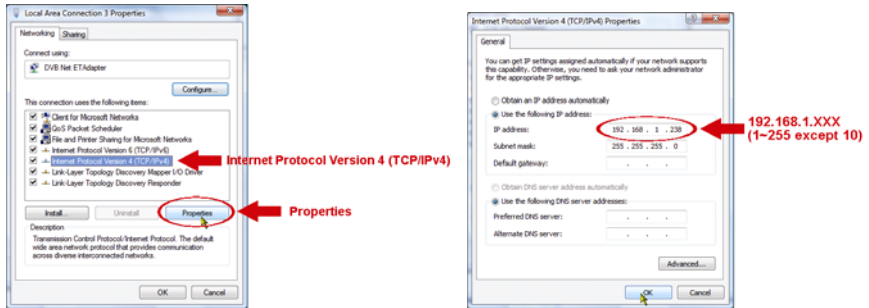 Local Area Connection 3 Properties
Networking Sharing
Connect using:
DVB Net ETAdapter
Configure...
This connection uses the following items:
Client for Microsoft Networks
QoS Packet Scheduler
File and Printer Sharing for Microsoft Networks
Internet Protocol Version 6 (TCP/IPv6)
Internet Protocol Version 4 (TCP/IPv4)
Link-Layer Topology Discovery Mapper I/O Driver
Link-Layer Topology Discovery Responder
Install... Uninstall Properties
Description
Transmission Control Protocol/Internet Protocol. The default
wide area network protocol that provides communication
across diverse interconnected networks.
OK Cancel
Internet Protocol Version 4 (TCP/IPv4)
Properties
Internet Protocol Version 4 (TCP/IPv4) Properties
General
You can get IP settings assigned automatically if your network supports
this capability. Otherwise, you need to ask your network administrator
for the appropriate IP settings.
Obtain an IP address automatically
Use the following IP address:
IP address: 192 . 168 . 1 . 238
Subnet mask: 255 . 255 . 255 . 0
Default gateway: . . .
Obtain DNS server address automatically
Use the following DNS server addresses:
Preferred DNS server: . . .
Alternate DNS server: . . .
Advanced...
OK Cancel
192.168.1.XXX
(1~255 except 10)